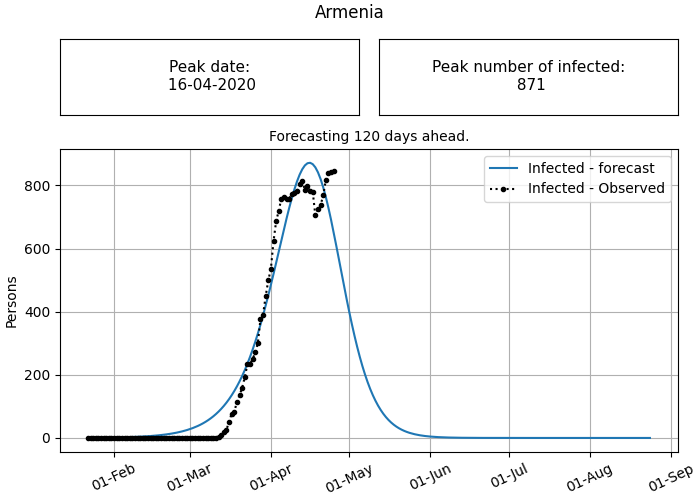 Armenia
Peak date:
16-04-2020
Peak number of infected:
871
Forecasting 120 days ahead.
Infected - forecast
Infected - Observed
Persons
800
600
400
200
0
01-Feb
01-Mar
01-Apr
01-May
01-Jun
01-Jul
01-Aug
01-Sep